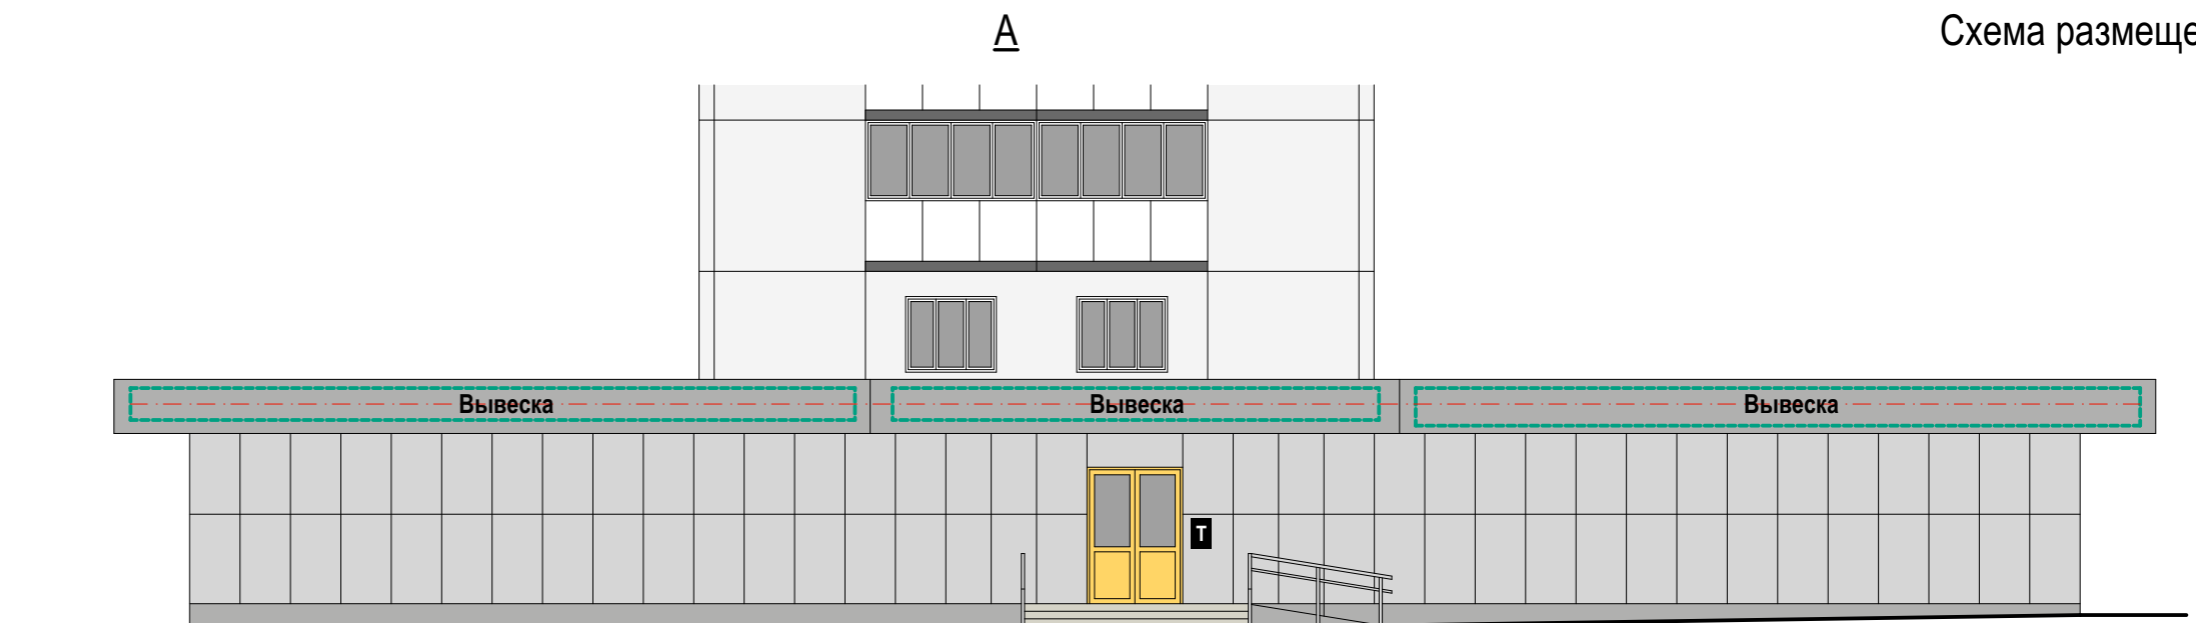 А
Схема размеще
Вывеска
Вывеска
Вывеска
Т